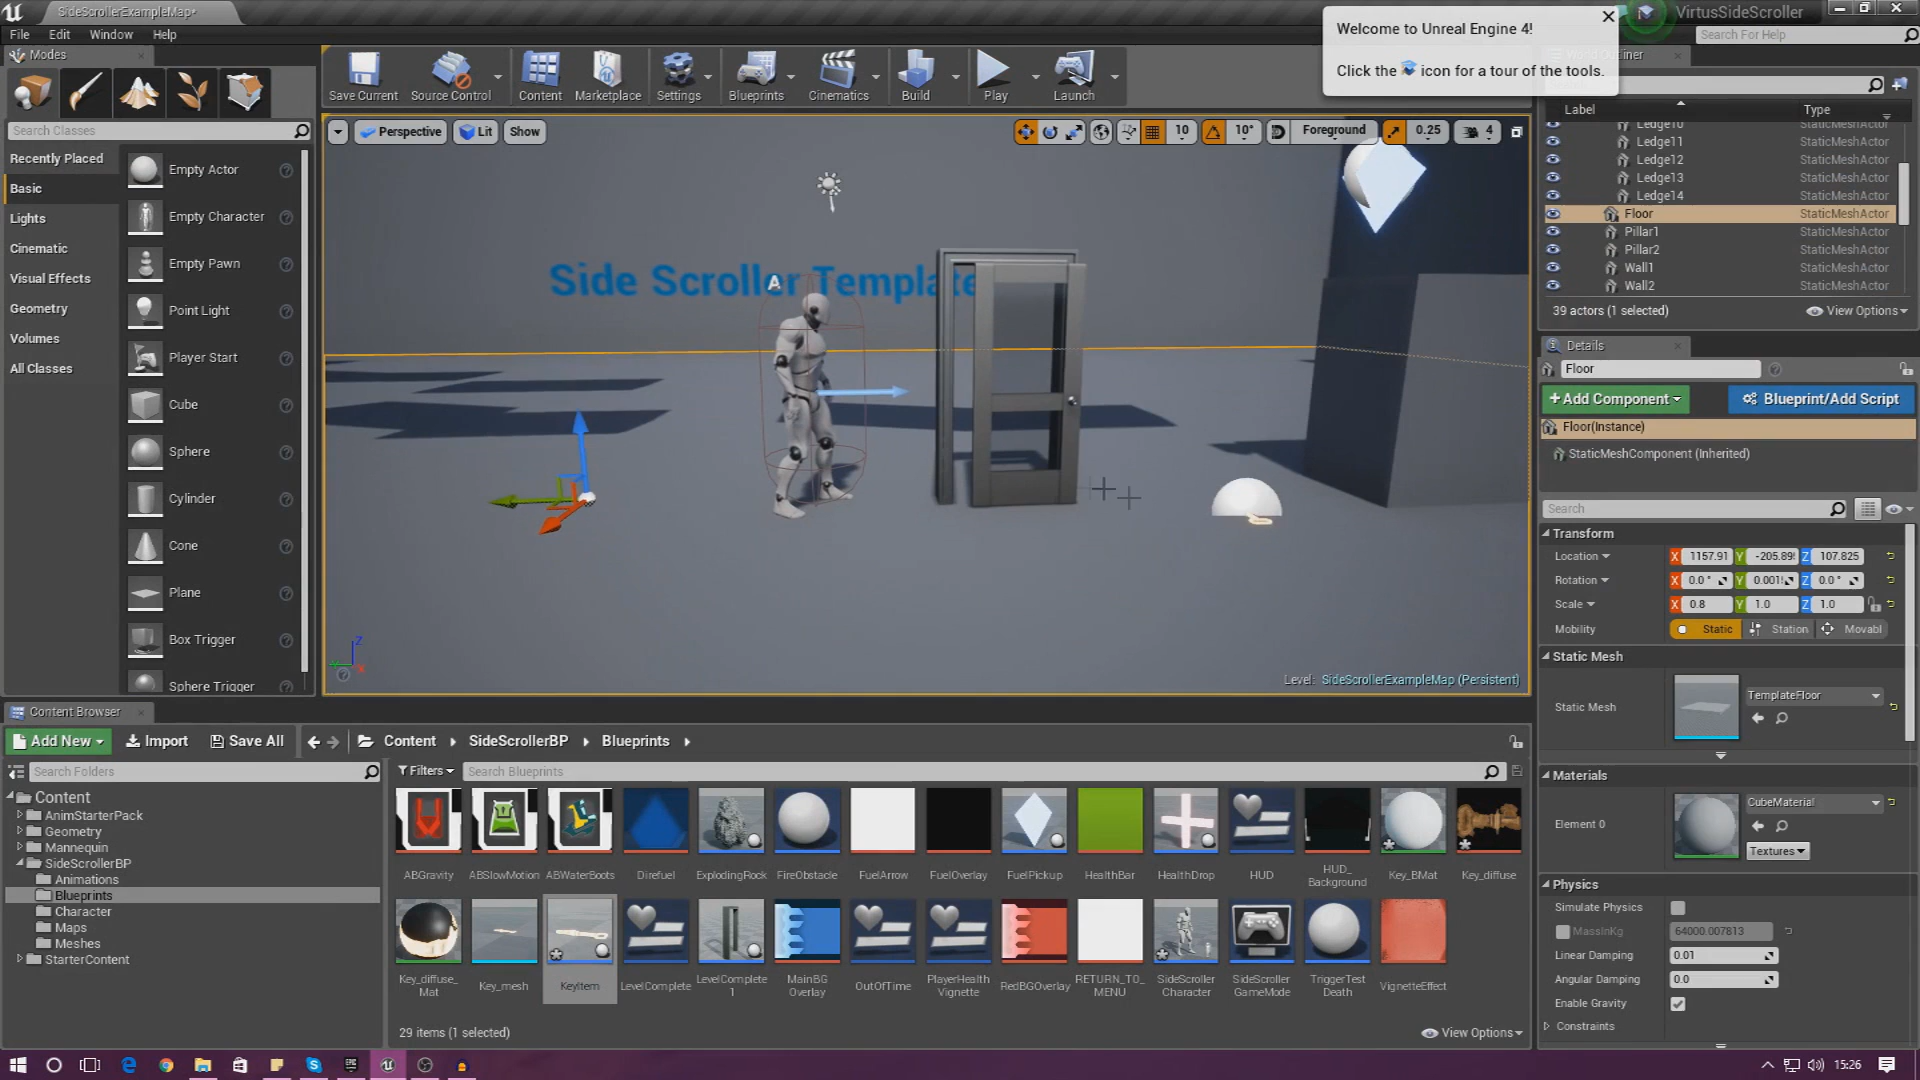 SideScrollerExampleMap*
VirtusSideScroller
File Edit Window Help
Search For Help
Welcome to Unreal Engine 4!
Click the icon for a tour of the tools.
Modes
Save Current Source Control Content Marketplace Settings Blueprints Cinematics Build Play Launch
Search Classes
Recently Placed
Basic
Lights
Cinematic
Visual Effects
Geometry
Volumes
All Classes
Empty Actor
Empty Character
Empty Pawn
Point Light
Player Start
Cube
Sphere
Cylinder
Cone
Plane
Box Trigger
Sphere Trigger
Perspective Lit Show
10 10° Foreground 0.25 4
Side Scroller Template
A
Level: SideScrollerExampleMap (Persistent)
Label Type
Ledge10 StaticMeshActor
Ledge11 StaticMeshActor
Ledge12 StaticMeshActor
Ledge13 StaticMeshActor
Ledge14 StaticMeshActor
Floor StaticMeshActor
Pillar1 StaticMeshActor
Pillar2 StaticMeshActor
Wall1 StaticMeshActor
Wall2 StaticMeshActor
39 actors (1 selected) View Options
Details
Floor
+Add Component Blueprint/Add Script
Floor(Instance)
StaticMeshComponent (Inherited)
Search
Transform
Location X 1157.91 Y -205.89 Z 107.825
Rotation X 0.0° Y 0.001 Z 0.0°
Scale X 0.8 Y 1.0 Z 1.0
Mobility Static Station Movabl
Static Mesh
Static Mesh TemplateFloor
Materials
Element 0 CubeMaterial
Textures
Physics
Simulate Physics
MassInKg 64000.007813
Linear Damping 0.01
Angular Damping 0.0
Enable Gravity
Constraints
Content Browser
Add New Import Save All Content SideScrollerBP Blueprints
Search Folders
Filters Search Blueprints
Content
AnimStarterPack
Geometry
Mannequin
SideScrollerBP
Animations
Blueprints
Character
Maps
Meshes
StarterContent
ABGravity ABSlowMotion ABWaterBoots Direfuel ExplodingRock FireObstacle FuelArrow FuelOverlay FuelPickup HealthBar HealthDrop HUD HUD_Background Key_BMat Key_diffuse
Key_diffuse_Mat Key_mesh KeyItem LevelComplete LevelComplete1 MainBGOverlay OutOfTime PlayerHealthVignette RedBGOverlay RETURN_TO_MENU SideScrollerCharacter SideScrollerGameMode TriggerTestDeath VignetteEffect
29 items (1 selected) View Options
15:26